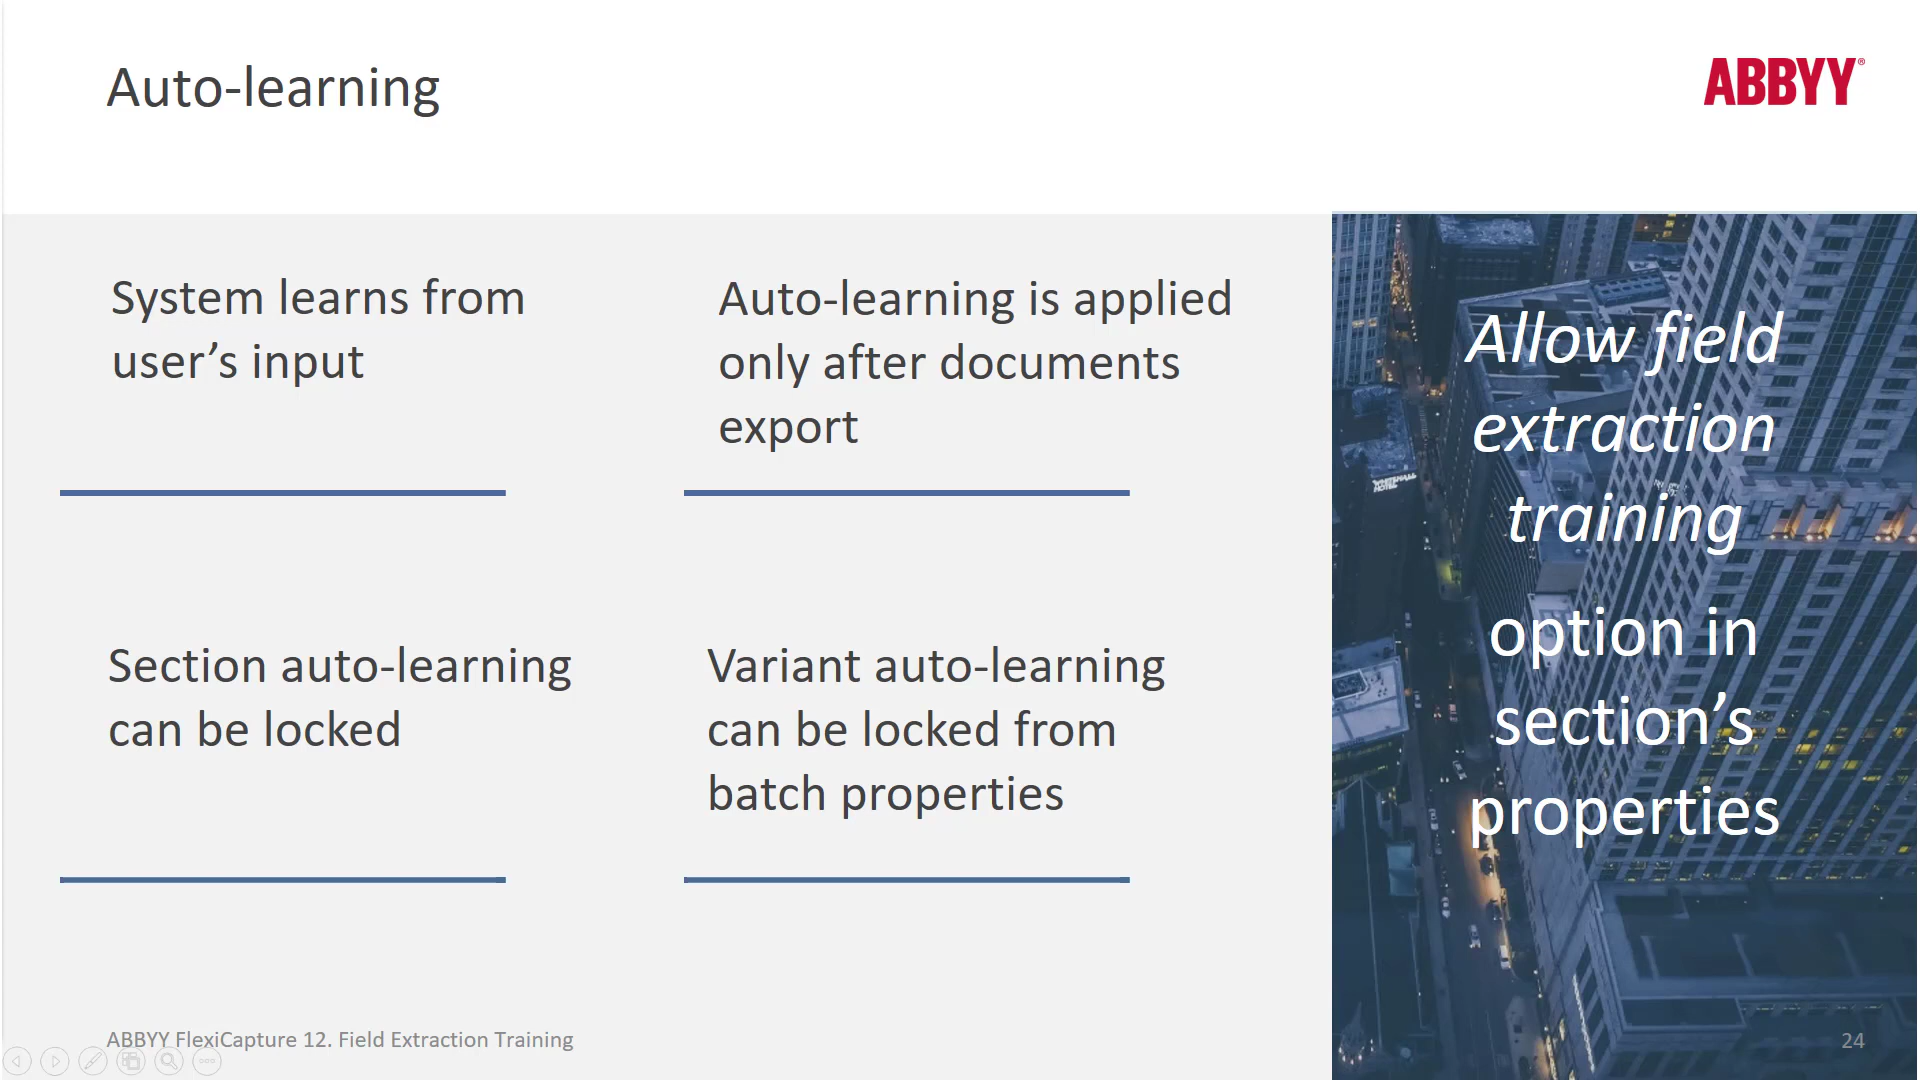 Auto-learning
ABBYY®
System learns from
user’s input
Auto-learning is applied
only after documents
export
Section auto-learning
can be locked
Variant auto-learning
can be locked from
batch properties
Allow field
extraction
training
option in
section’s
properties
WHITEHALL
HOTEL
ABBYY FlexiCapture 12. Field Extraction Training
24